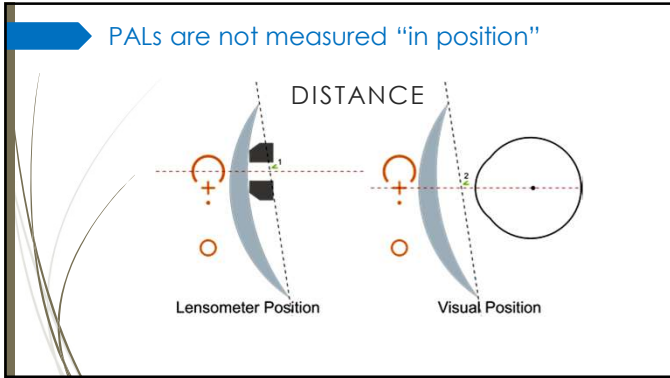 PALs are not measured “in position”
DISTANCE
1
2
Lensometer Position
Visual Position